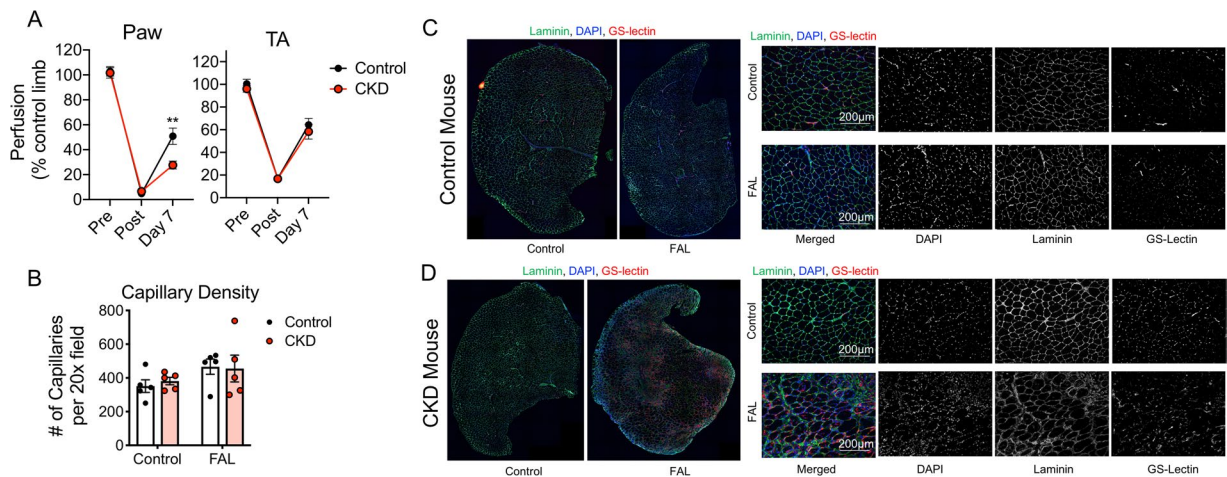 A
Paw
TA
Perfusion
(% control limb)
120
100
80
60
40
20
0
**
Pre
Post
Day 7
120
100
80
60
40
20
0
Pre
Post
Day 7
Control
CKD
B
Capillary Density
# of Capillaries
per 20x field
800
600
400
200
0
Control
FAL
Control
CKD
C
Control Mouse
Laminin, DAPI, GS-lectin
Control
FAL
Laminin, DAPI, GS-lectin
Control
200µm
FAL
200µm
Merged
DAPI
Laminin
GS-Lectin
D
CKD Mouse
Laminin, DAPI, GS-lectin
Control
FAL
Laminin, DAPI, GS-lectin
Control
200µm
FAL
200µm
Merged
DAPI
Laminin
GS-Lectin